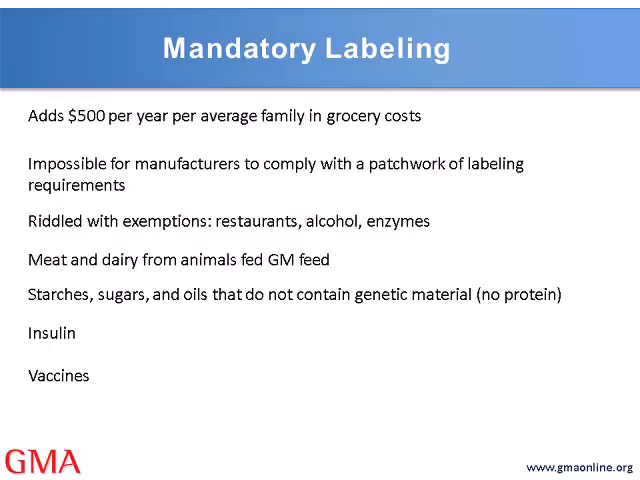 Mandatory Labeling
Adds $500 per year per average family in grocery costs
Impossible for manufacturers to comply with a patchwork of labeling
requirements
Riddled with exemptions: restaurants, alcohol, enzymes
Meat and dairy from animals fed GM feed
Starches, sugars, and oils that do not contain genetic material (no protein)
Insulin
Vaccines
GMA
www.gmaonline.org